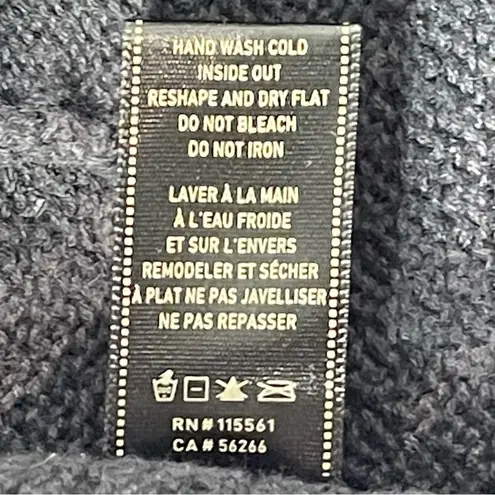 HAND WASH COLD
INSIDE OUT
RESHAPE AND DRY FLAT
DO NOT BLEACH
DO NOT IRON
LAVER À LA MAIN
À L'EAU FROIDE
ET SUR L'ENVERS
REMODELER ET SÉCHER
À PLAT NE PAS JAVELLISER
NE PAS REPASSER
RN# 115561
CA# 56266